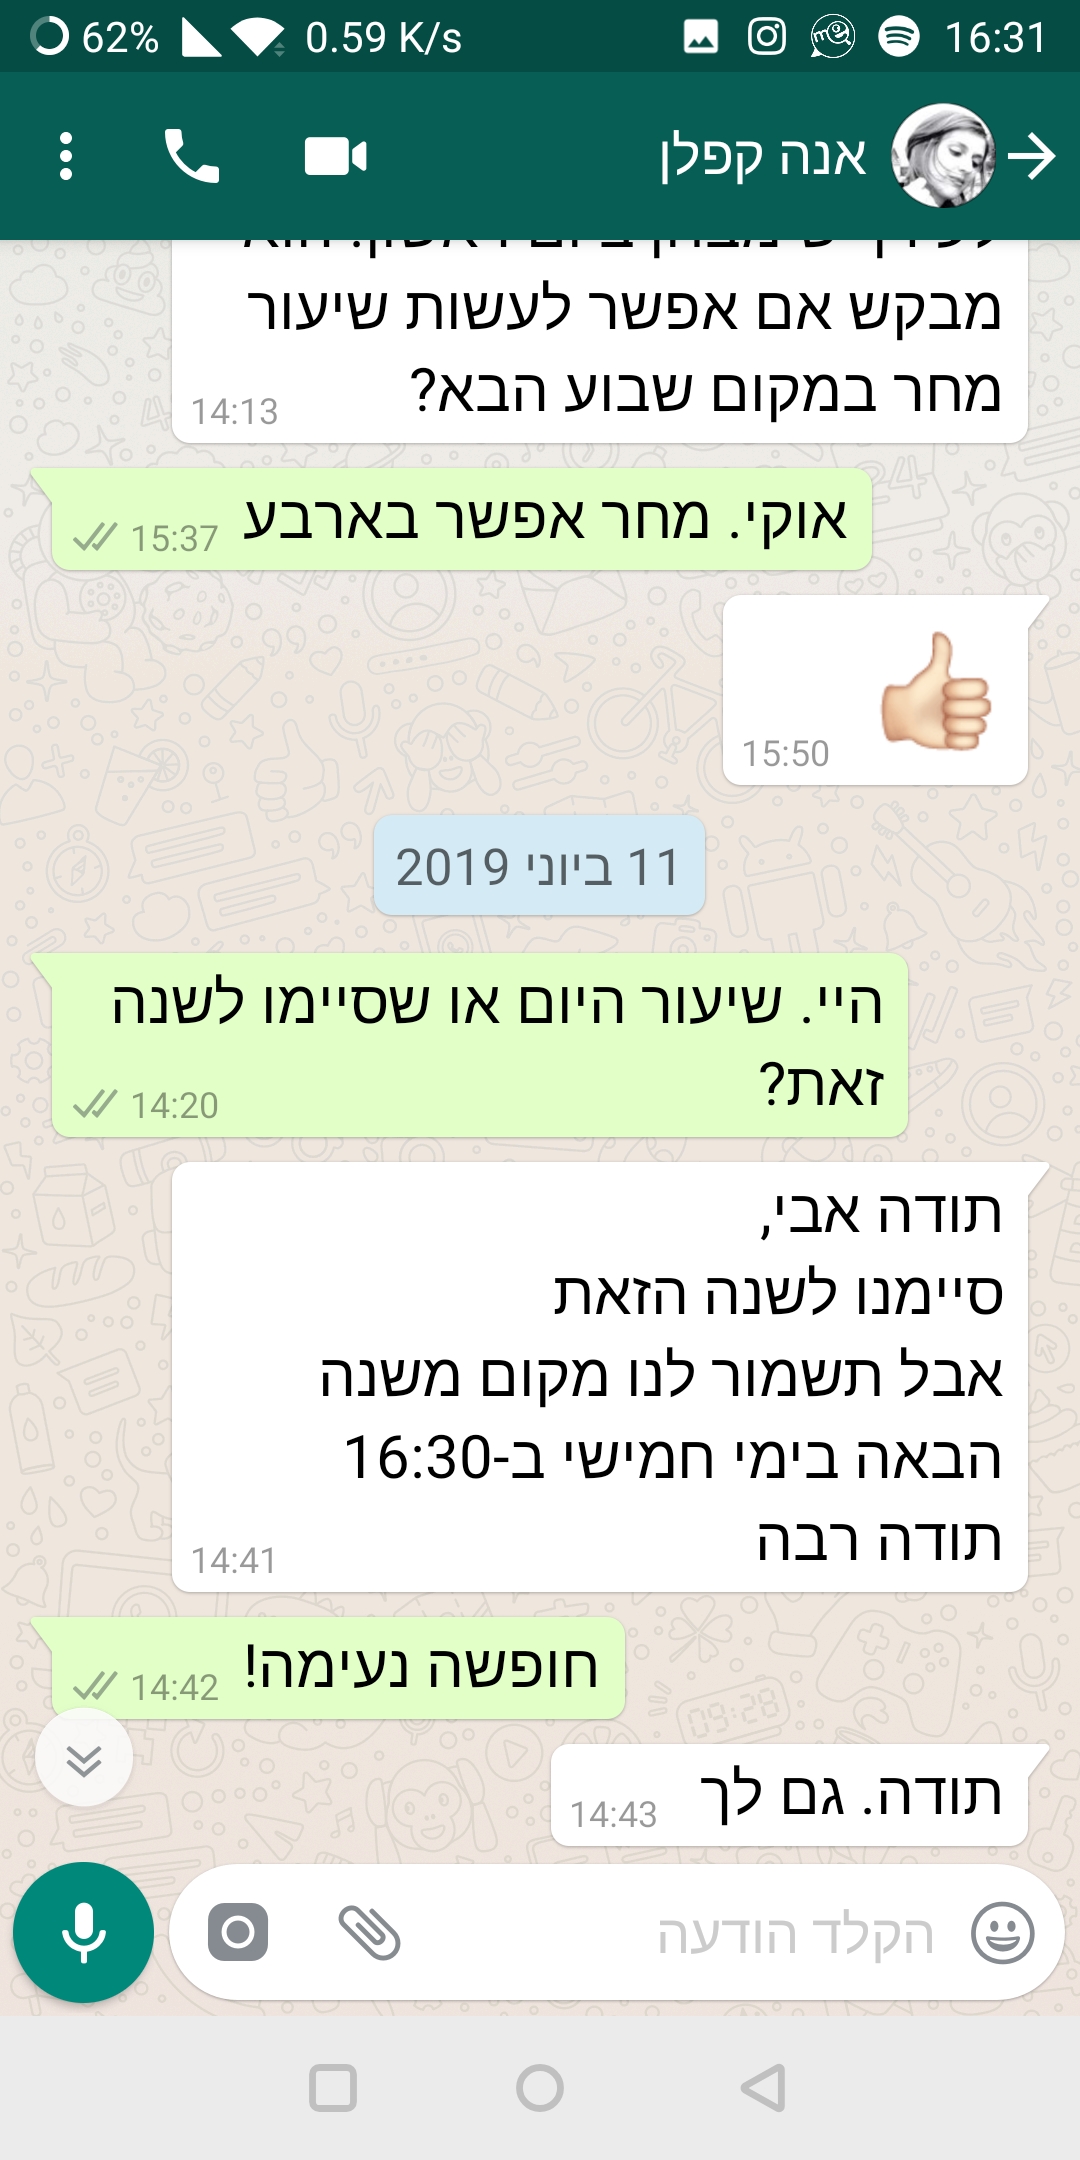 62%
0.59 K/s
16:31
אנה קפלן
מבקש אם אפשר לעשות שיעור
מחר במקום שבוע הבא?
14:13
אוקי. מחר אפשר בארבע
15:37
15:50
11 ביוני 2019
היי. שיעור היום או שסיימו לשנה
זאת?
14:20
תודה אבי,
סיימנו לשנה הזאת
אבל תשמור לנו מקום משנה
הבאה בימי חמישי ב-16:30
תודה רבה
14:41
חופשה נעימה!
14:42
תודה. גם לך
14:43
הקלד הודעה